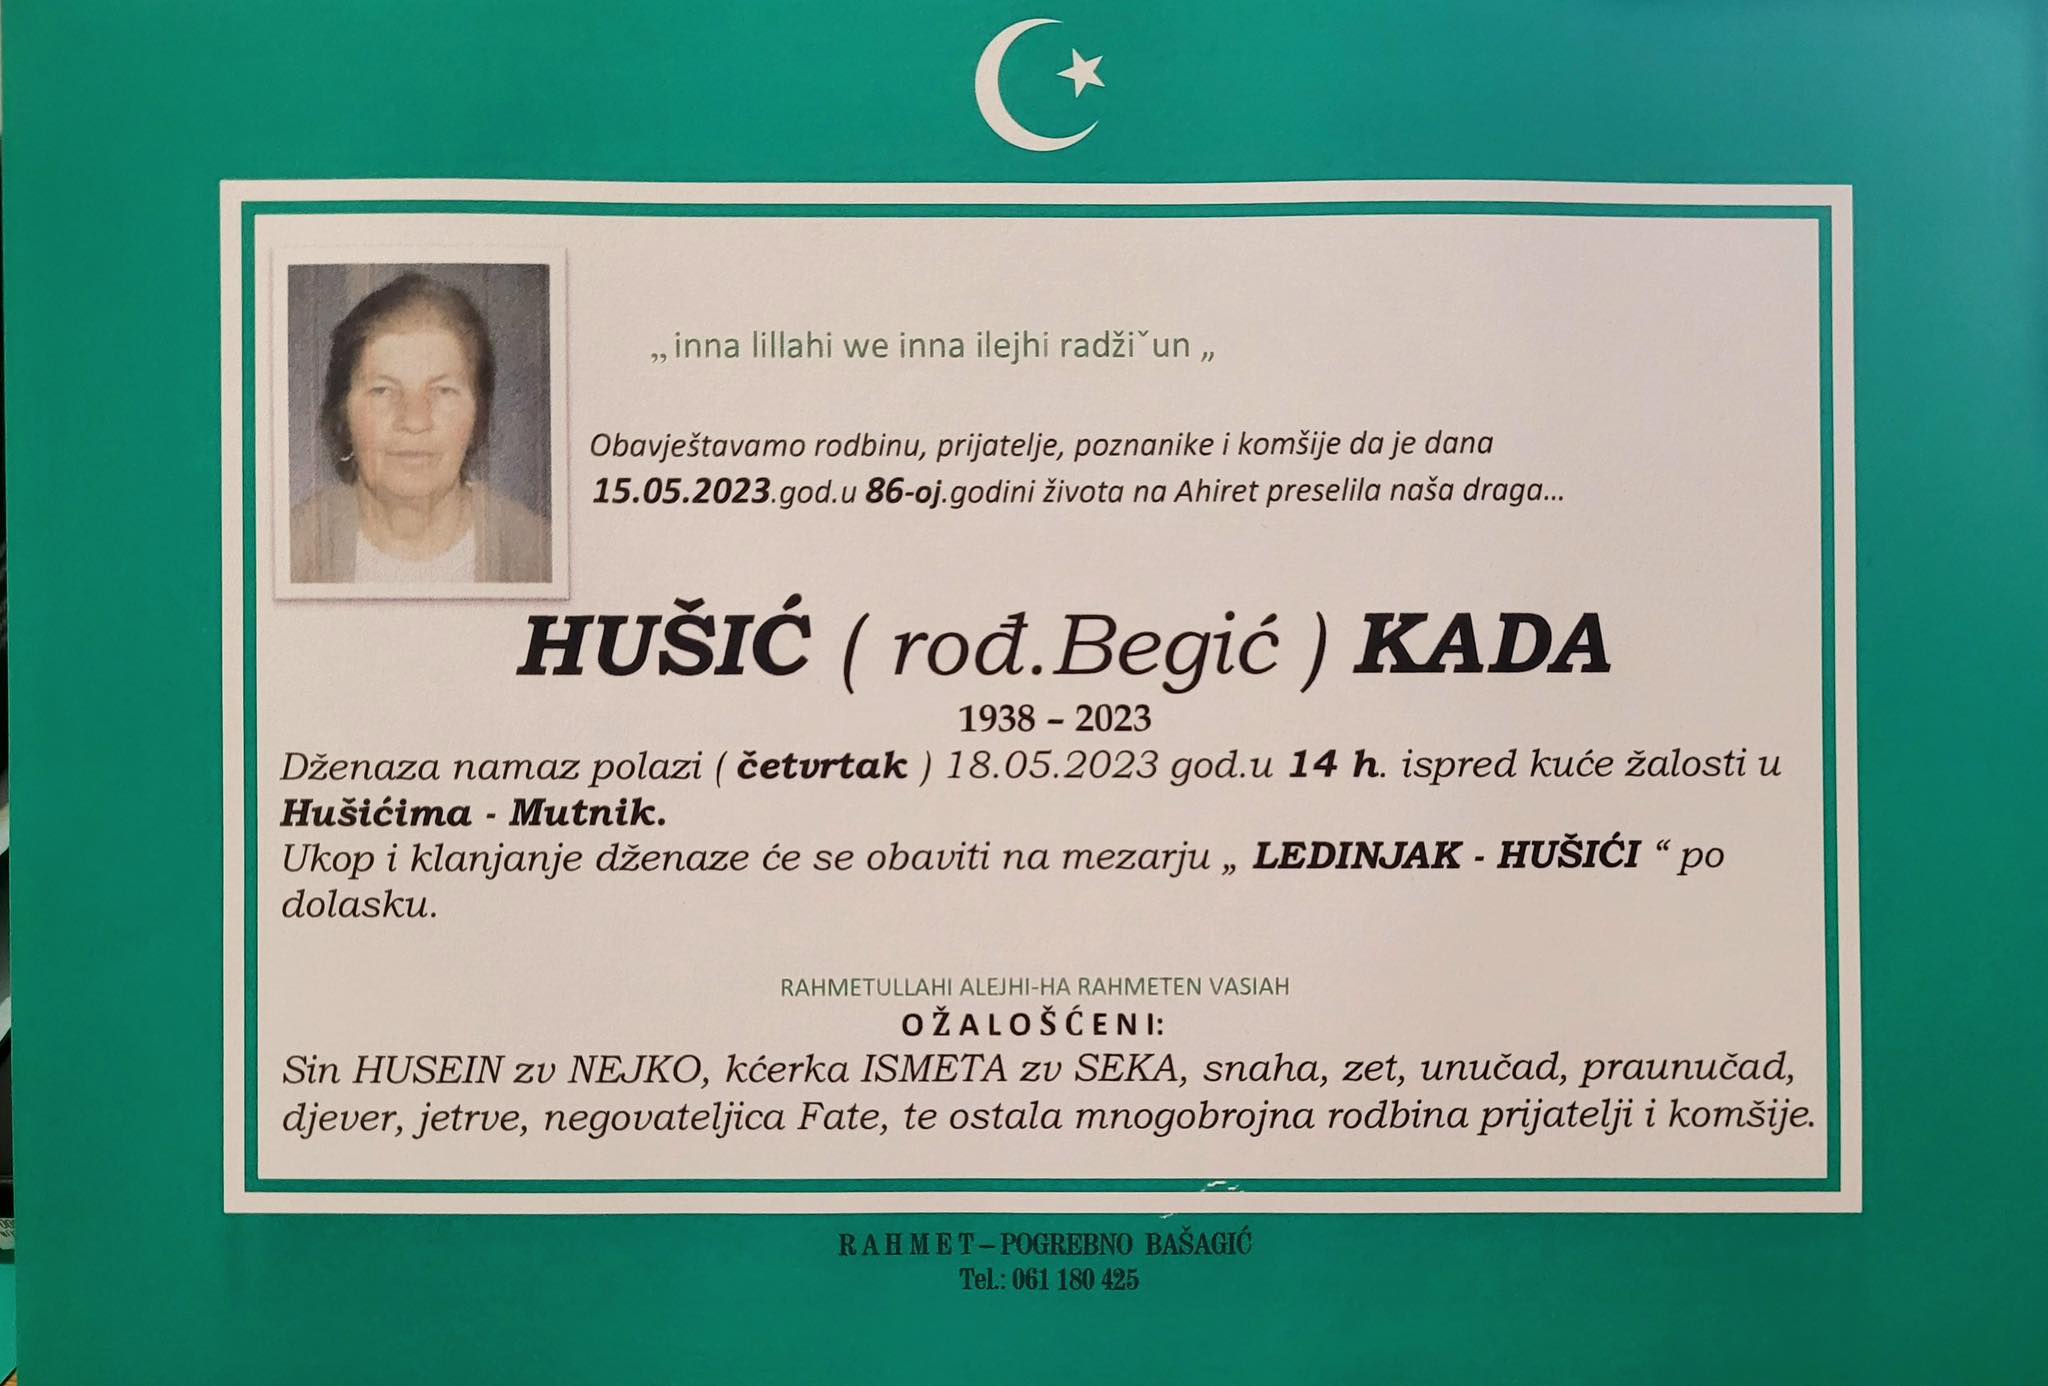 „ inna lillahi we inna ilejhi radžiˇun „
Obavještavamo rodbinu, prijatelje, poznanike i komšije da je dana
15.05.2023.god.u 86-oj.godini života na Ahiret preselila naša draga...
HUŠIĆ ( rođ.Begić ) KADA
1938 – 2023
Dženaza namaz polazi ( četvrtak ) 18.05.2023 god.u 14 h. ispred kuće žalosti u
Hušićima - Mutnik.
Ukop i klanjanje dženaze će se obaviti na mezarju „ LEDINJAK - HUŠIĆI “ po
dolasku.
RAHMETULLAHI ALEJHI-HA RAHMETEN VASIAH
OŽALOŠĆENI:
Sin HUSEIN zv NEJKO, kćerka ISMETA zv SEKA, snaha, zet, unučad, praunučad,
djever, jetrve, negovateljica Fate, te ostala mnogobrojna rodbina prijatelji i komšije.
RAHMET – POGREBNO BAŠAGIĆ
Tel.: 061 180 425